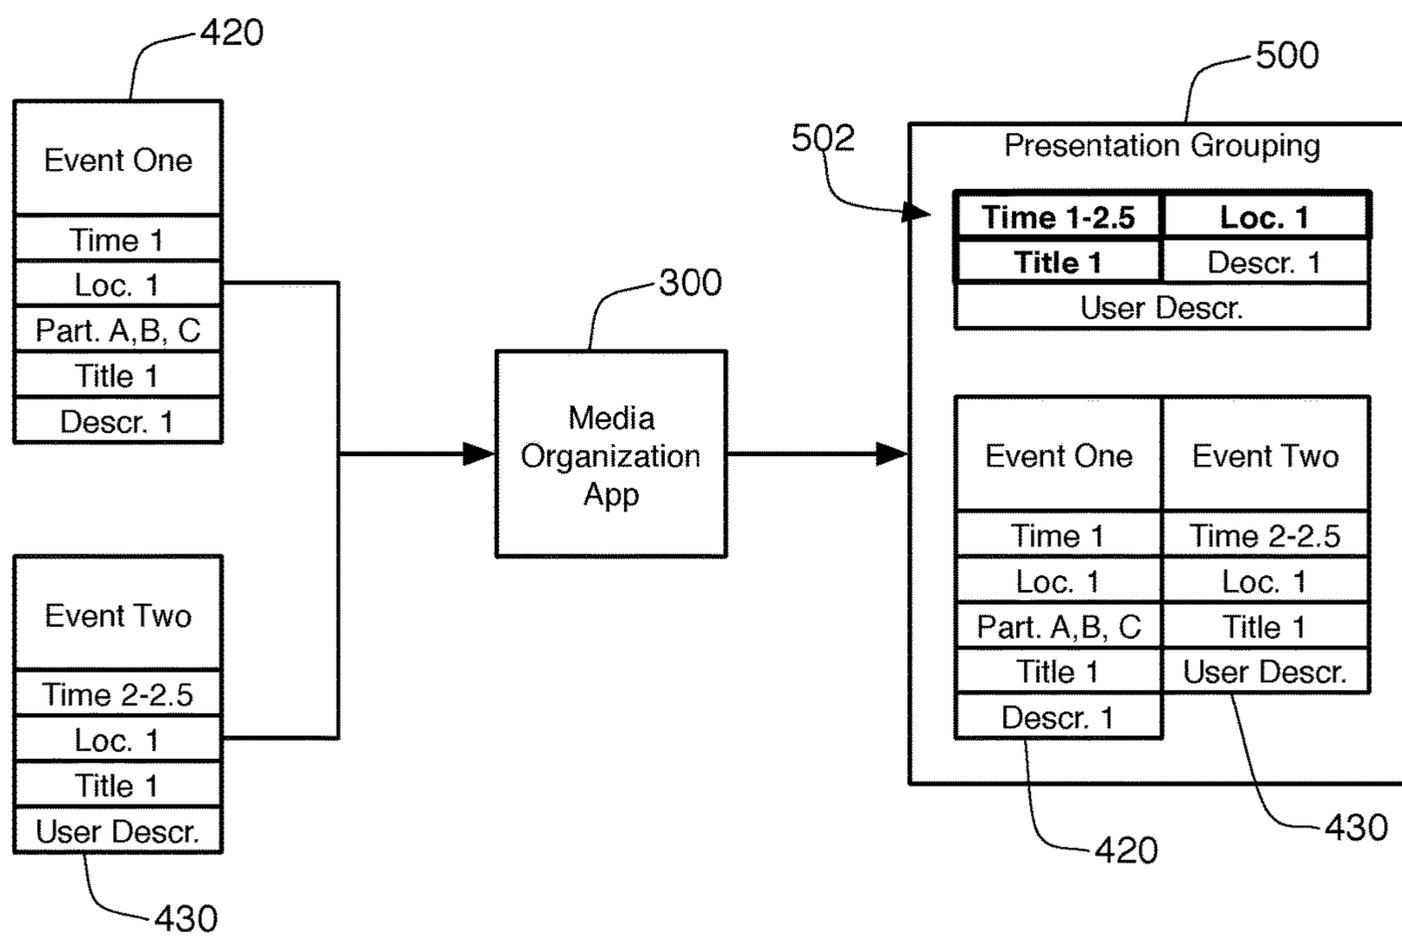 420
Event One
Time 1
Loc. 1
Part. A,B, C
Title 1
Descr. 1
Event Two
Time 2-2.5
Loc. 1
Title 1
User Descr.
430
300
Media
Organization
App
500
502
Presentation Grouping
Time 1-2.5 Loc. 1
Title 1 Descr. 1
User Descr.
Event One Event Two
Time 1 Time 2-2.5
Loc. 1 Loc. 1
Part. A,B, C Title 1
Title 1 User Descr.
Descr. 1
420
430